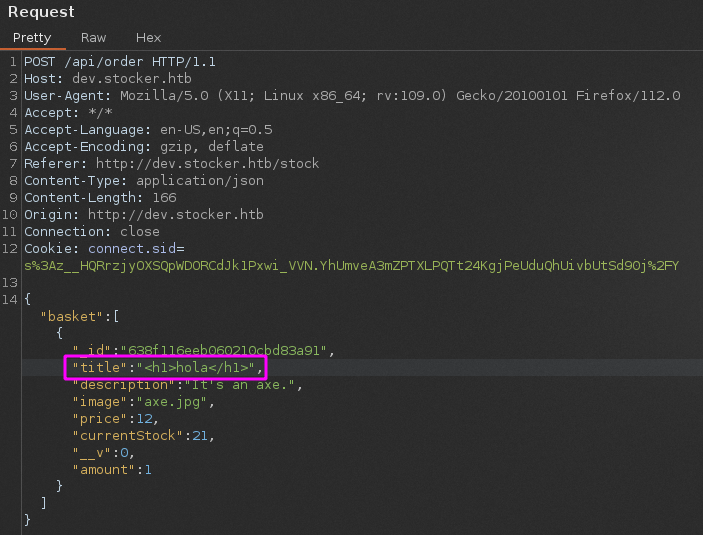 Request
Pretty Raw Hex
1 POST /api/order HTTP/1.1
2 Host: dev.stocker.htb
3 User-Agent: Mozilla/5.0 (X11; Linux x86_64; rv:109.0) Gecko/20100101 Firefox/112.0
4 Accept: */*
5 Accept-Language: en-US,en;q=0.5
6 Accept-Encoding: gzip, deflate
7 Referer: http://dev.stocker.htb/stock
8 Content-Type: application/json
9 Content-Length: 166
10 Origin: http://dev.stocker.htb
11 Connection: close
12 Cookie: connect.sid=
s%3Az__HQRrzjyOXSQpWDORCdJk1Pxwi_VVN.YhUmveA3mZPTXLPQTt24KgjPeUduQhUivbUtSd9Oj%2FY
13
14 {
"basket":[
{
"_id":"638f116eeb060210cbd83a91",
"title":"<h1>hola</h1>",
"description":"It's an axe.",
"image":"axe.jpg",
"price":12,
"currentStock":21,
"__v":0,
"amount":1
}
]
}